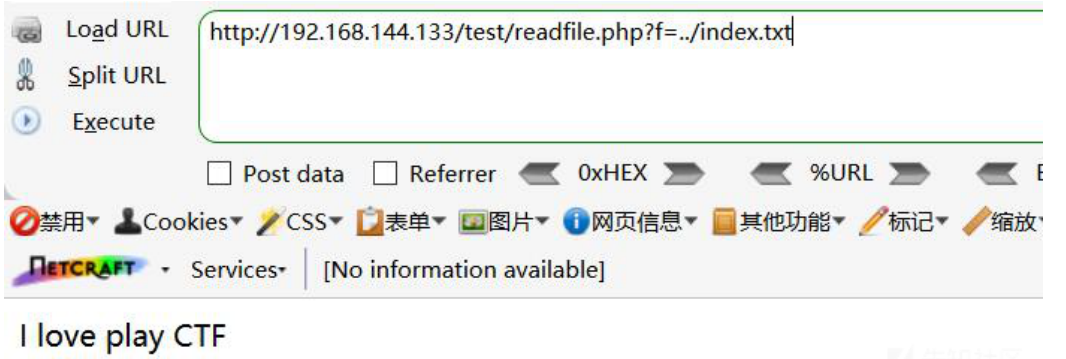 Load URL
http://192.168.144.133/test/readfile.php?f=../index.txt
Split URL
Execute
Post data Referrer 0xHEX %URL
禁用 Cookies CSS 表单 图片 网页信息 其他功能 标记 缩放
NETCRAFT Services [No information available]
I love play CTF